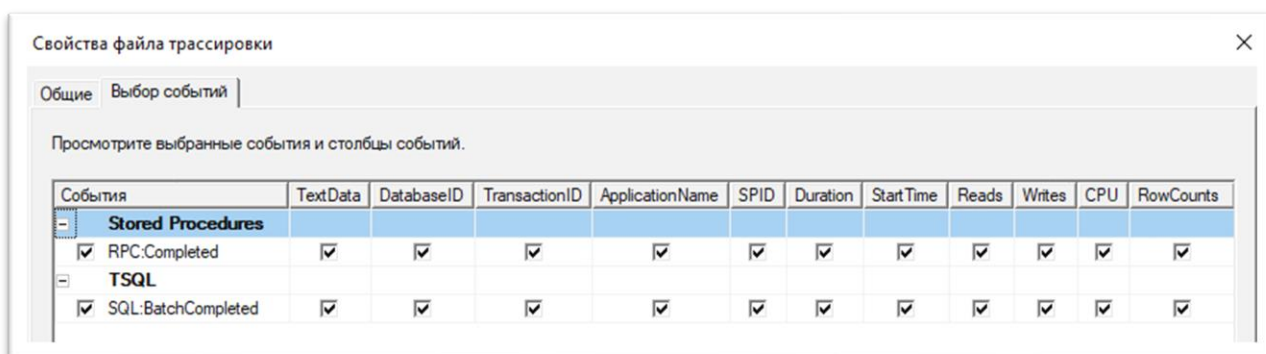 Свойства файла трассировки
Общие Выбор событий
Просмотрите выбранные события и столбцы событий.
События TextData DatabaseID TransactionID ApplicationName SPID Duration StartTime Reads Writes CPU RowCounts
Stored Procedures
RPC:Completed
TSQL
SQL:BatchCompleted